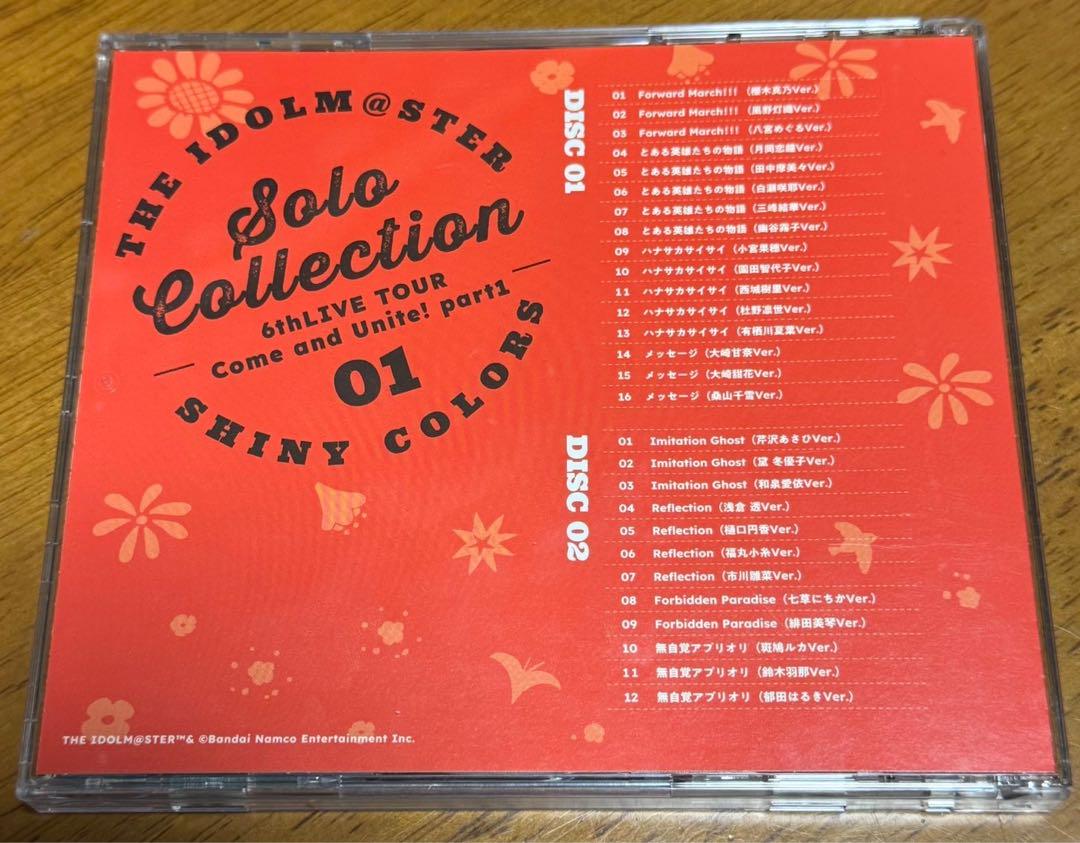 THE IDOLM@STER
Solo
Collection
6thLIVE TOUR
Come and Unite! part1
01
SHINY COLORS
DISC 01
01 Forward March!!!（櫻木真乃Ver.）
02 Forward March!!!（風野灯織Ver.）
03 Forward March!!!（八宮めぐるVer.）
04 とある英雄たちの物語（月岡恋鐘Ver.）
05 とある英雄たちの物語（田中摩美々Ver.）
06 とある英雄たちの物語（白瀬咲耶Ver.）
07 とある英雄たちの物語（三峰結華Ver.）
08 とある英雄たちの物語（幽谷霧子Ver.）
09 ハナサカサイサイ（小宮果穂Ver.）
10 ハナサカサイサイ（園田智代子Ver.）
11 ハナサカサイサイ（西城樹里Ver.）
12 ハナサカサイサイ（杜野凛世Ver.）
13 ハナサカサイサイ（有栖川夏葉Ver.）
14 メッセージ（大崎甘奈Ver.）
15 メッセージ（大崎甜花Ver.）
16 メッセージ（桑山千雪Ver.）
DISC 02
01 Imitation Ghost（芹沢あさひVer.）
02 Imitation Ghost（黛 冬優子Ver.）
03 Imitation Ghost（和泉愛依Ver.）
04 Reflection（浅倉 透Ver.）
05 Reflection（樋口円香Ver.）
06 Reflection（福丸小糸Ver.）
07 Reflection（市川雛菜Ver.）
08 Forbidden Paradise（七草にちかVer.）
09 Forbidden Paradise（緋田美琴Ver.）
10 無自覚アプリオリ（斑鳩ルカVer.）
11 無自覚アプリオリ（鈴木羽那Ver.）
12 無自覚アプリオリ（郁田はるきVer.）
THE IDOLM@STER™& ©Bandai Namco Entertainment Inc.